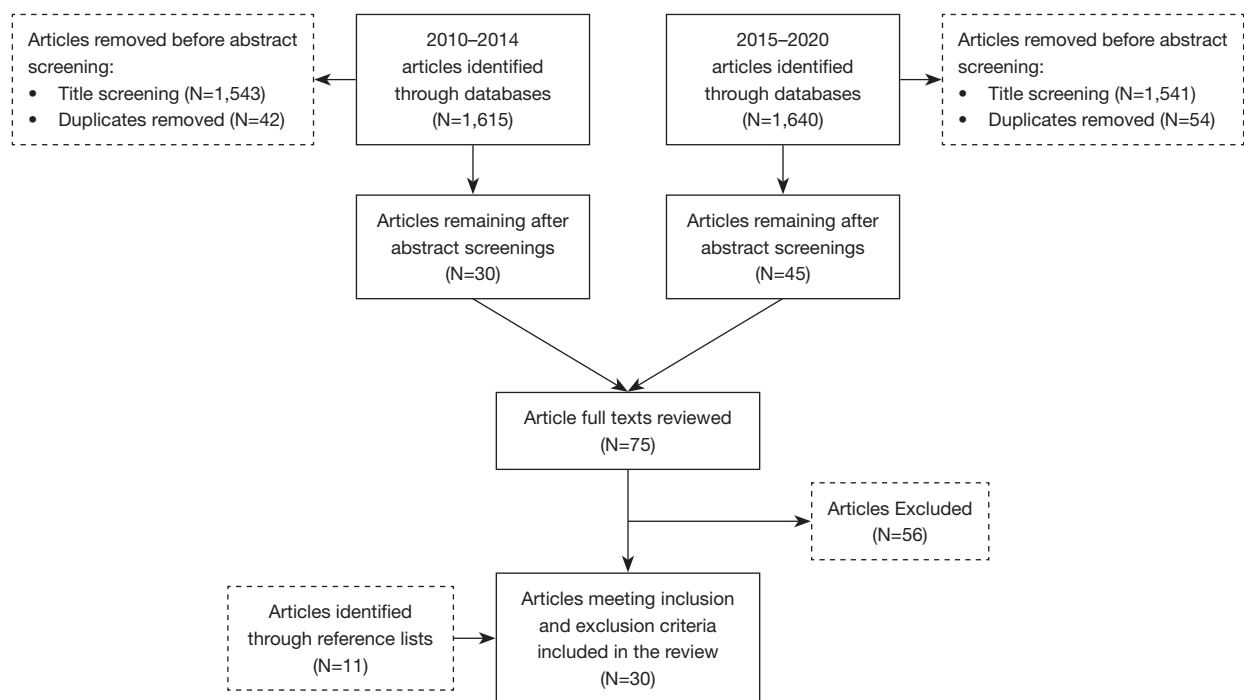 Articles removed before abstract
screening:
• Title screening (N=1,543)
• Duplicates removed (N=42)
2010–2014
articles identified
through databases
(N=1,615)
2015–2020
articles identified
through databases
(N=1,640)
Articles removed before abstract
screening:
• Title screening (N=1,541)
• Duplicates removed (N=54)
Articles remaining after
abstract screenings
(N=30)
Articles remaining after
abstract screenings
(N=45)
Article full texts reviewed
(N=75)
Articles Excluded
(N=56)
Articles identified
through reference lists
(N=11)
Articles meeting inclusion
and exclusion criteria
included in the review
(N=30)